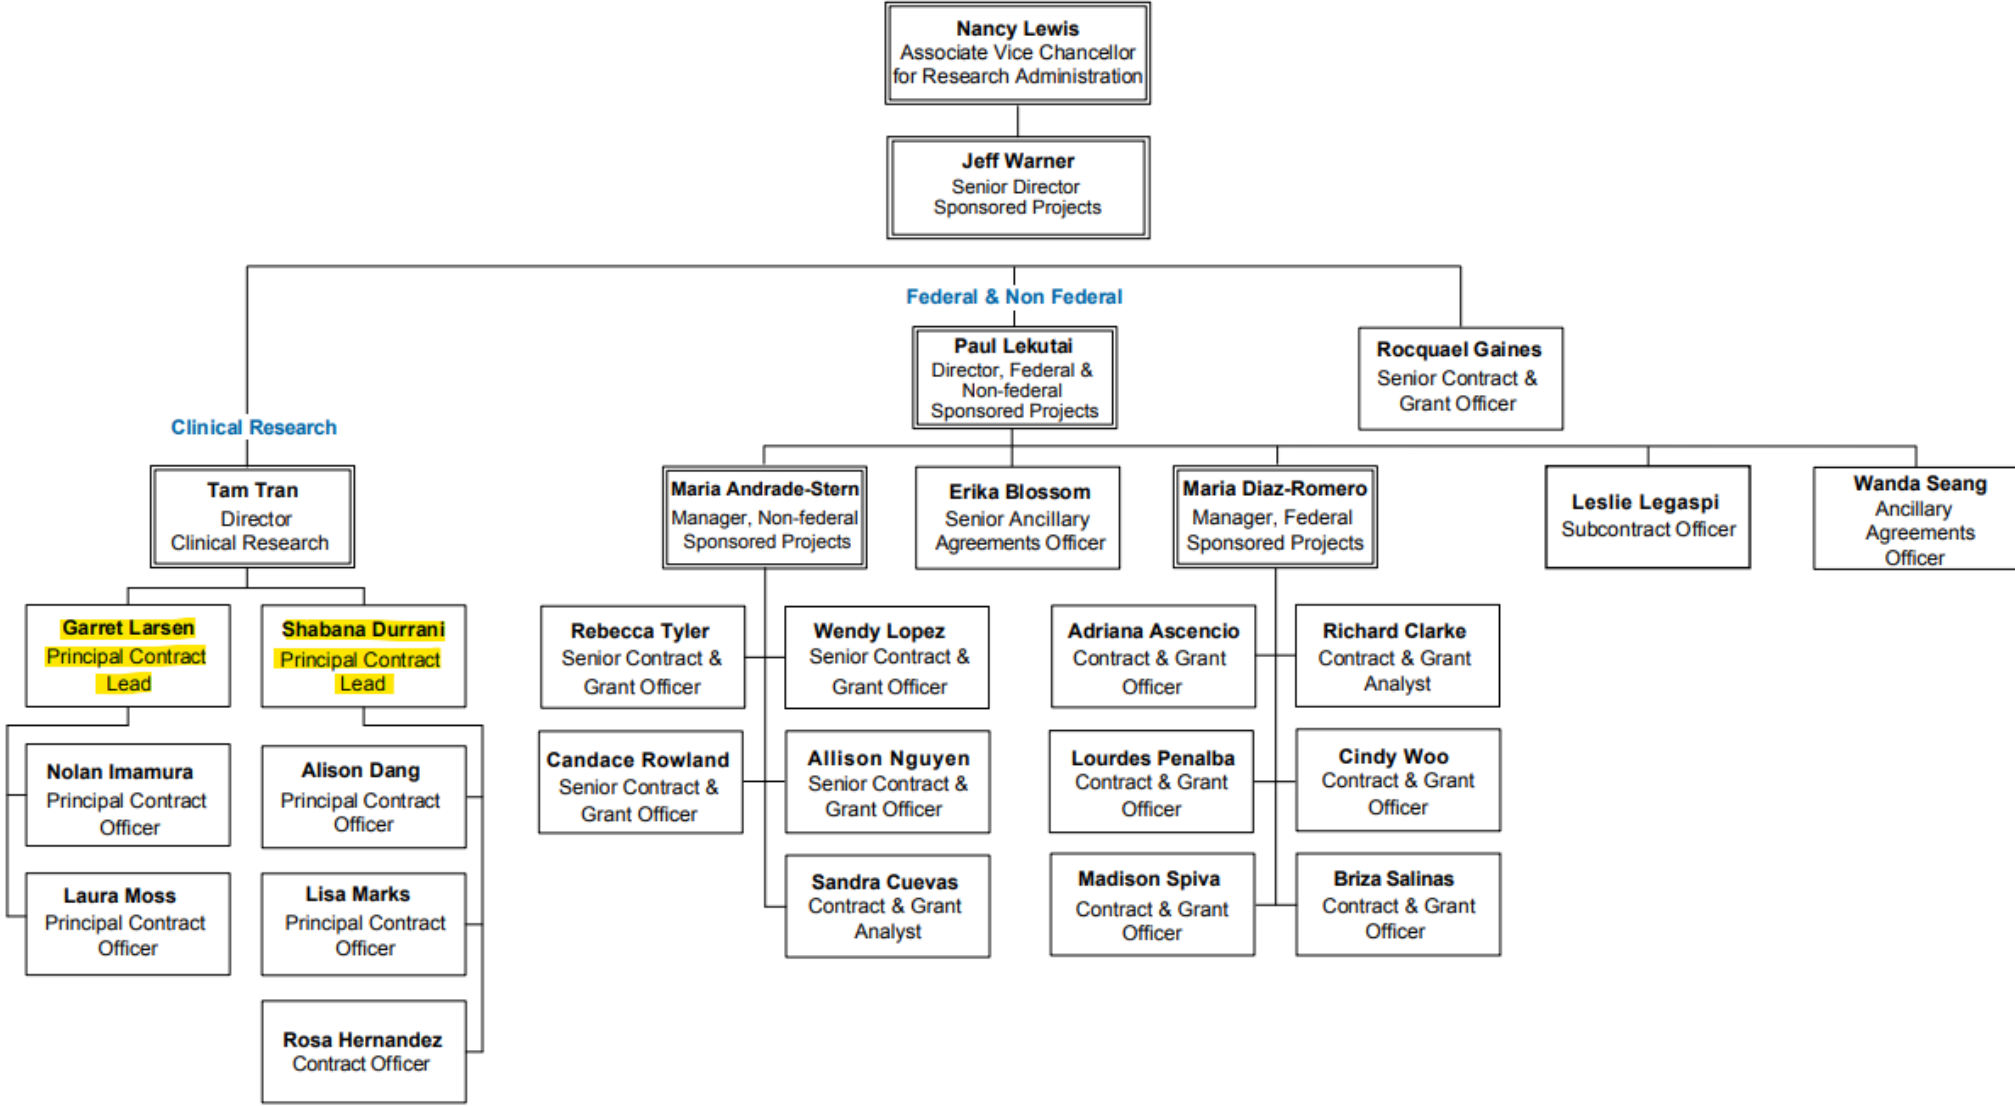 Nancy Lewis
Associate Vice Chancellor
for Research Administration
Jeff Warner
Senior Director
Sponsored Projects
Federal & Non Federal
Paul Lekutai
Director, Federal &
Non-federal
Sponsored Projects
Rocquael Gaines
Senior Contract &
Grant Officer
Clinical Research
Tam Tran
Director
Clinical Research
Maria Andrade-Stern
Manager, Non-federal
Sponsored Projects
Erika Blossom
Senior Ancillary
Agreements Officer
Maria Diaz-Romero
Manager, Federal
Sponsored Projects
Leslie Legaspi
Subcontract Officer
Wanda Seang
Ancillary
Agreements
Officer
Garret Larsen
Principal Contract
Lead
Shabana Durrani
Principal Contract
Lead
Rebecca Tyler
Senior Contract &
Grant Officer
Wendy Lopez
Senior Contract &
Grant Officer
Adriana Ascencio
Contract & Grant
Officer
Richard Clarke
Contract & Grant
Analyst
Nolan Imamura
Principal Contract
Officer
Alison Dang
Principal Contract
Officer
Candace Rowland
Senior Contract &
Grant Officer
Allison Nguyen
Senior Contract &
Grant Officer
Lourdes Penalba
Contract & Grant
Officer
Cindy Woo
Contract & Grant
Officer
Laura Moss
Principal Contract
Officer
Lisa Marks
Principal Contract
Officer
Sandra Cuevas
Contract & Grant
Analyst
Madison Spiva
Contract & Grant
Officer
Briza Salinas
Contract & Grant
Officer
Rosa Hernandez
Contract Officer